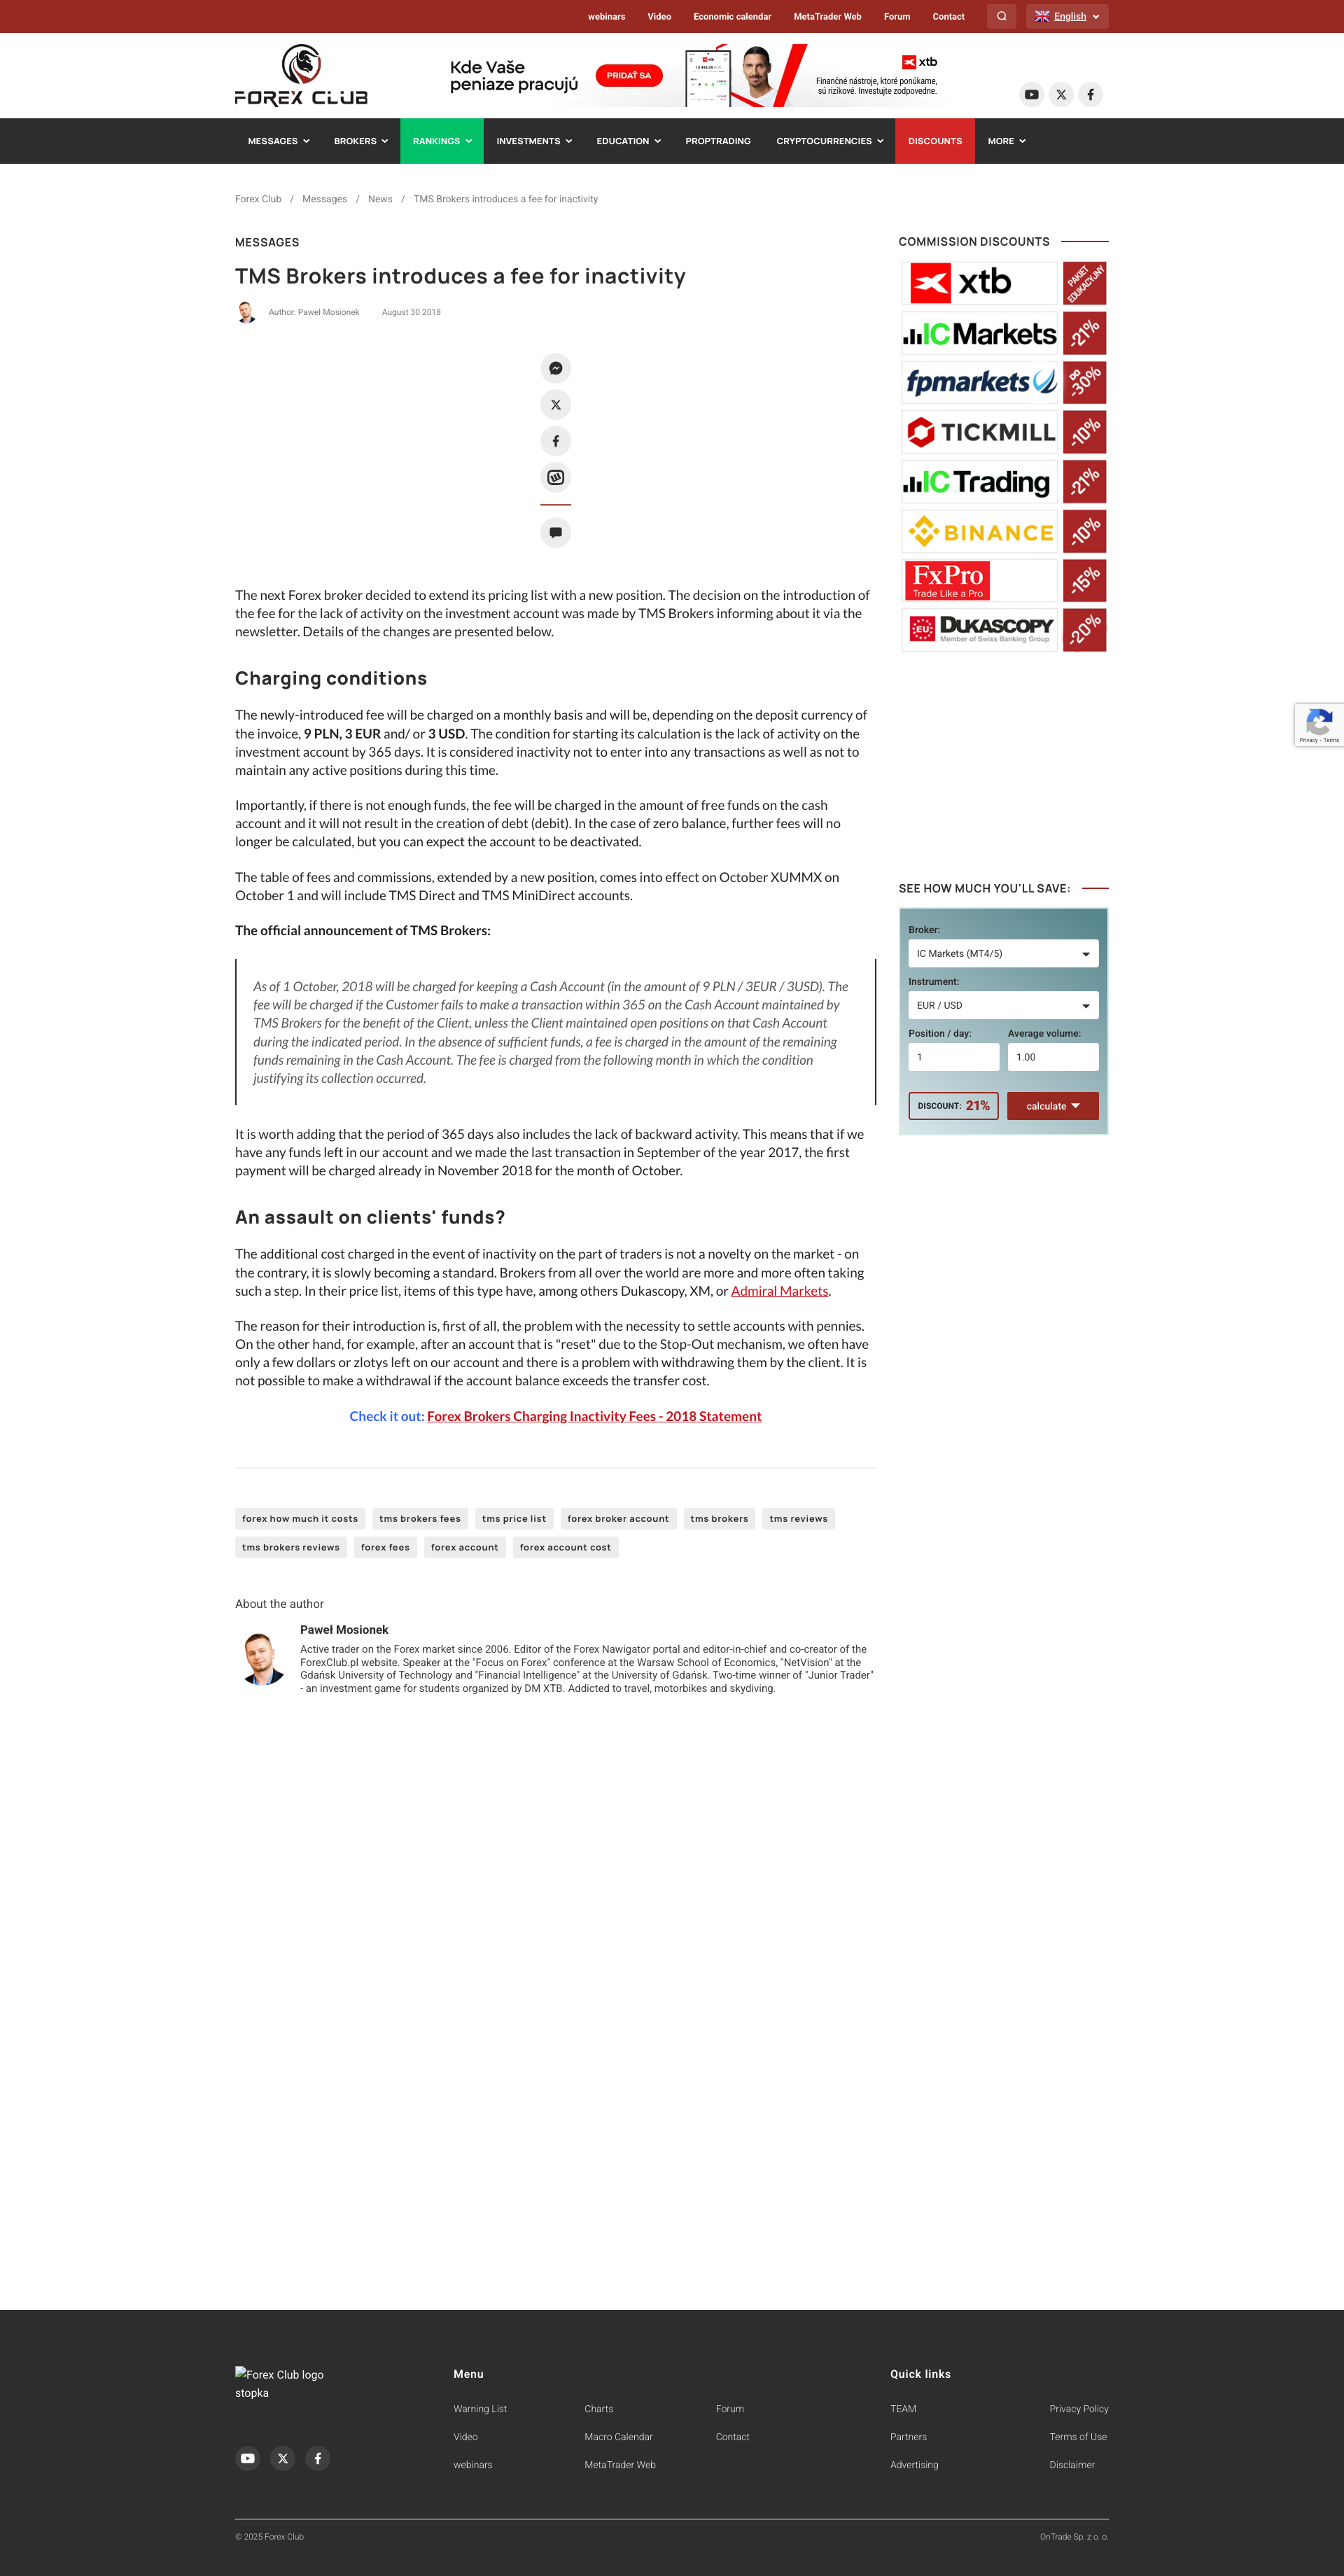 webinars Video Economic calendar MetaTrader Web Forum Contact English
FOREX CLUB
Kde Vaše
peniaze pracujú
PRIDAŤ SA
xtb
Finančné nástroje, ktoré ponúkame,
sú rizikové. Investujte zodpovedne.
MESSAGES BROKERS RANKINGS INVESTMENTS EDUCATION PROPTRADING CRYPTOCURRENCIES DISCOUNTS MORE
Forex Club / Messages / News / TMS Brokers introduces a fee for inactivity
MESSAGES
TMS Brokers introduces a fee for inactivity
Author: Paweł Mosionek August 30 2018
The next Forex broker decided to extend its pricing list with a new position. The decision on the introduction of
the fee for the lack of activity on the investment account was made by TMS Brokers informing about it via the
newsletter. Details of the changes are presented below.
Charging conditions
The newly-introduced fee will be charged on a monthly basis and will be, depending on the deposit currency of
the invoice, 9 PLN, 3 EUR and/ or 3 USD. The condition for starting its calculation is the lack of activity on the
investment account by 365 days. It is considered inactivity not to enter into any transactions as well as not to
maintain any active positions during this time.
Importantly, if there is not enough funds, the fee will be charged in the amount of free funds on the cash
account and it will not result in the creation of debt (debit). In the case of zero balance, further fees will no
longer be calculated, but you can expect the account to be deactivated.
The table of fees and commissions, extended by a new position, comes into effect on October XUMMX on
October 1 and will include TMS Direct and TMS MiniDirect accounts.
The official announcement of TMS Brokers:
As of 1 October, 2018 will be charged for keeping a Cash Account (in the amount of 9 PLN / 3EUR / 3USD). The
fee will be charged if the Customer fails to make a transaction within 365 on the Cash Account maintained by
TMS Brokers for the benefit of the Client, unless the Client maintained open positions on that Cash Account
during the indicated period. In the absence of sufficient funds, a fee is charged in the amount of the remaining
funds remaining in the Cash Account. The fee is charged from the following month in which the condition
justifying its collection occurred.
It is worth adding that the period of 365 days also includes the lack of backward activity. This means that if we
have any funds left in our account and we made the last transaction in September of the year 2017, the first
payment will be charged already in November 2018 for the month of October.
An assault on clients' funds?
The additional cost charged in the event of inactivity on the part of traders is not a novelty on the market - on
the contrary, it is slowly becoming a standard. Brokers from all over the world are more and more often taking
such a step. In their price list, items of this type have, among others Dukascopy, XM, or Admiral Markets.
The reason for their introduction is, first of all, the problem with the necessity to settle accounts with pennies.
On the other hand, for example, after an account that is "reset" due to the Stop-Out mechanism, we often have
only a few dollars or zlotys left on our account and there is a problem with withdrawing them by the client. It is
not possible to make a withdrawal if the account balance exceeds the transfer cost.
Check it out: Forex Brokers Charging Inactivity Fees - 2018 Statement
forex how much it costs tms brokers fees tms price list forex broker account tms brokers tms reviews
tms brokers reviews forex fees forex account forex account cost
About the author
Paweł Mosionek
Active trader on the Forex market since 2006. Editor of the Forex Nawigator portal and editor-in-chief and co-creator of the
ForexClub.pl website. Speaker at the "Focus on Forex" conference at the Warsaw School of Economics, "NetVision" at the
Gdańsk University of Technology and "Financial Intelligence" at the University of Gdańsk. Two-time winner of "Junior Trader"
- an investment game for students organized by DM XTB. Addicted to travel, motorbikes and skydiving.
COMMISSION DISCOUNTS
xtb PAKIET EDUKACYJNY
IC Markets -21%
fpmarkets DO -30%
TICKMILL -10%
IC Trading -21%
BINANCE -10%
FxPro Trade Like a Pro -15%
EU DUKASCOPY Member of Swiss Banking Group -20%
Privacy - Terms
SEE HOW MUCH YOU'LL SAVE:
Broker:
IC Markets (MT4/5)
Instrument:
EUR / USD
Position / day: Average volume:
1 1.00
DISCOUNT: 21% calculate
Forex Club logo
stopka
Menu
Warning List Charts Forum
Video Macro Calendar Contact
webinars MetaTrader Web
Quick links
TEAM Privacy Policy
Partners Terms of Use
Advertising Disclaimer
© 2025 Forex Club OnTrade Sp. z o. o.